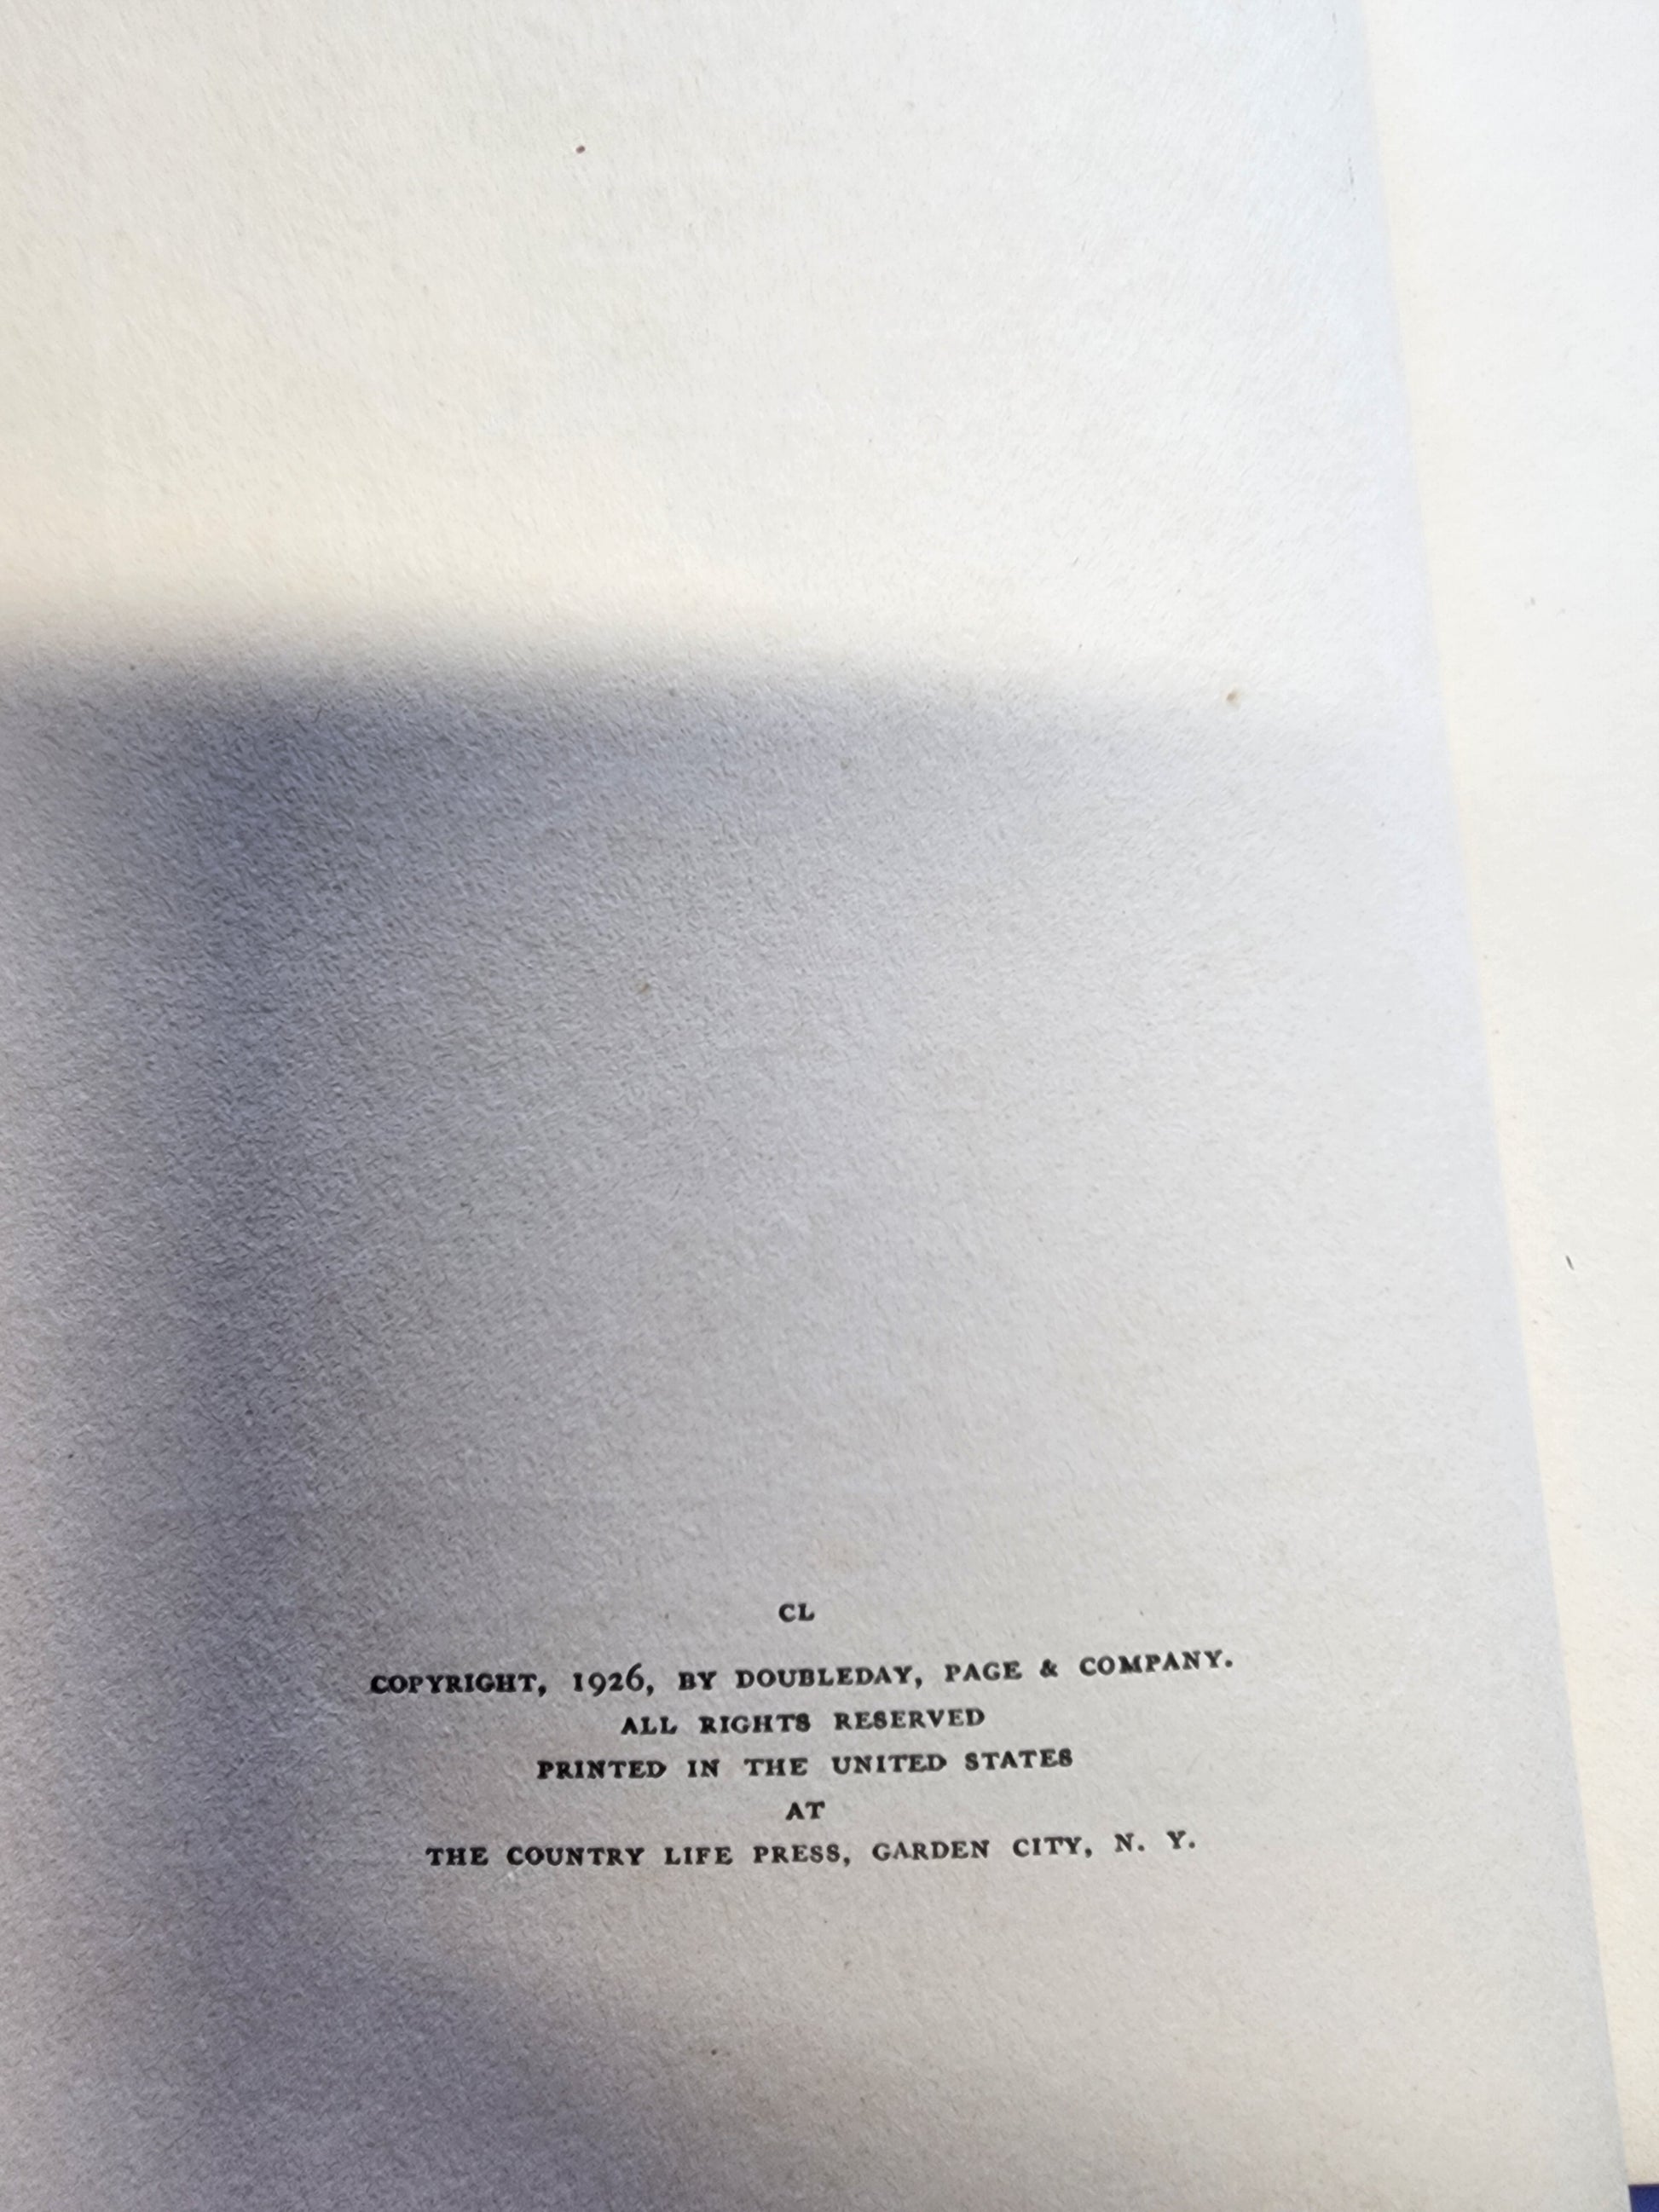 CL
COPYRIGHT, 1926, BY DOUBLEDAY, PAGE & COMPANY.
ALL RIGHTS RESERVED
PRINTED IN THE UNITED STATES
AT
THE COUNTRY LIFE PRESS, GARDEN CITY, N. Y.